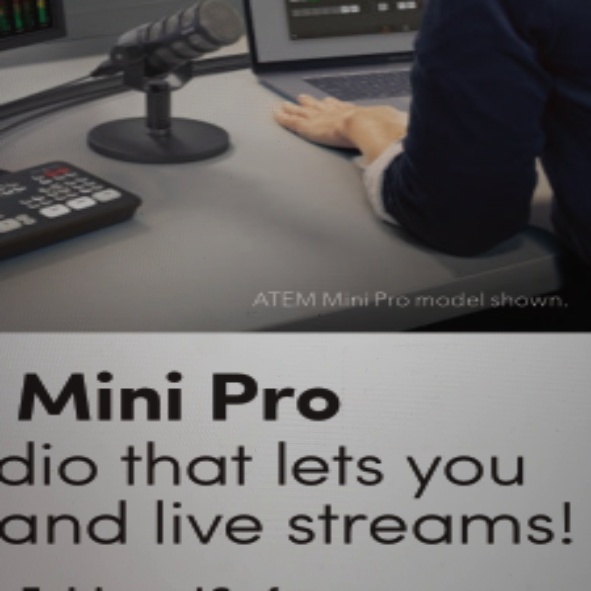 ATEM Mini Pro model shown.
Mini Pro
dio that lets you
and live streams!